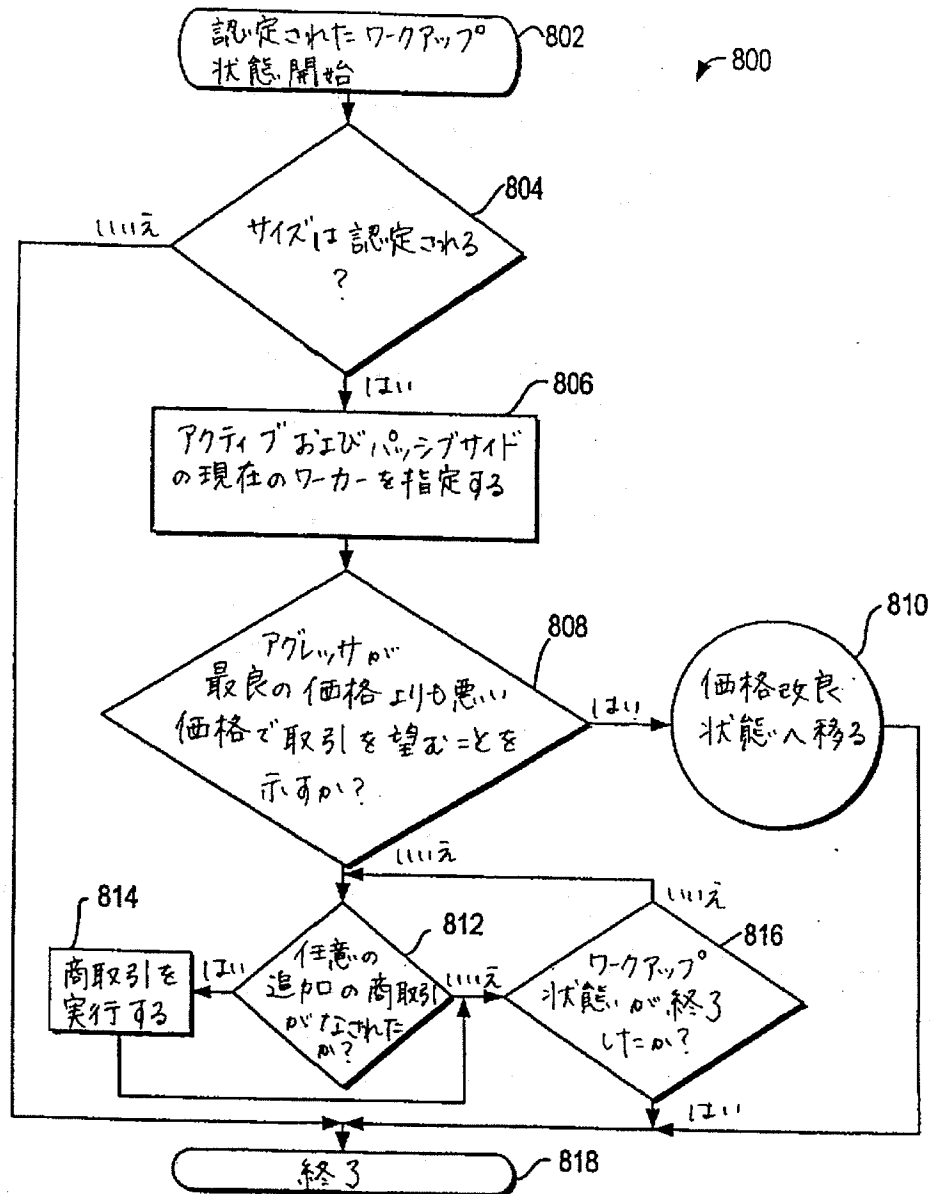 認定されたワークアップ
状態開始
802
800
804
いいえ
サイズは認定される
?
はい
806
アクティブおよびパッシブサイド
の現在のワーカーを指定する
808
アグレッサが
最良の価格よりも悪い
価格で取引を望むことを
示すか?
はい
810
価格改良
状態へ移る
いいえ
814
商取引を
実行する
はい
812
任意の
追加の商取引
がなされた
か?
いいえ
いいえ
816
ワークアップ
状態が終了
したか?
はい
終了
818